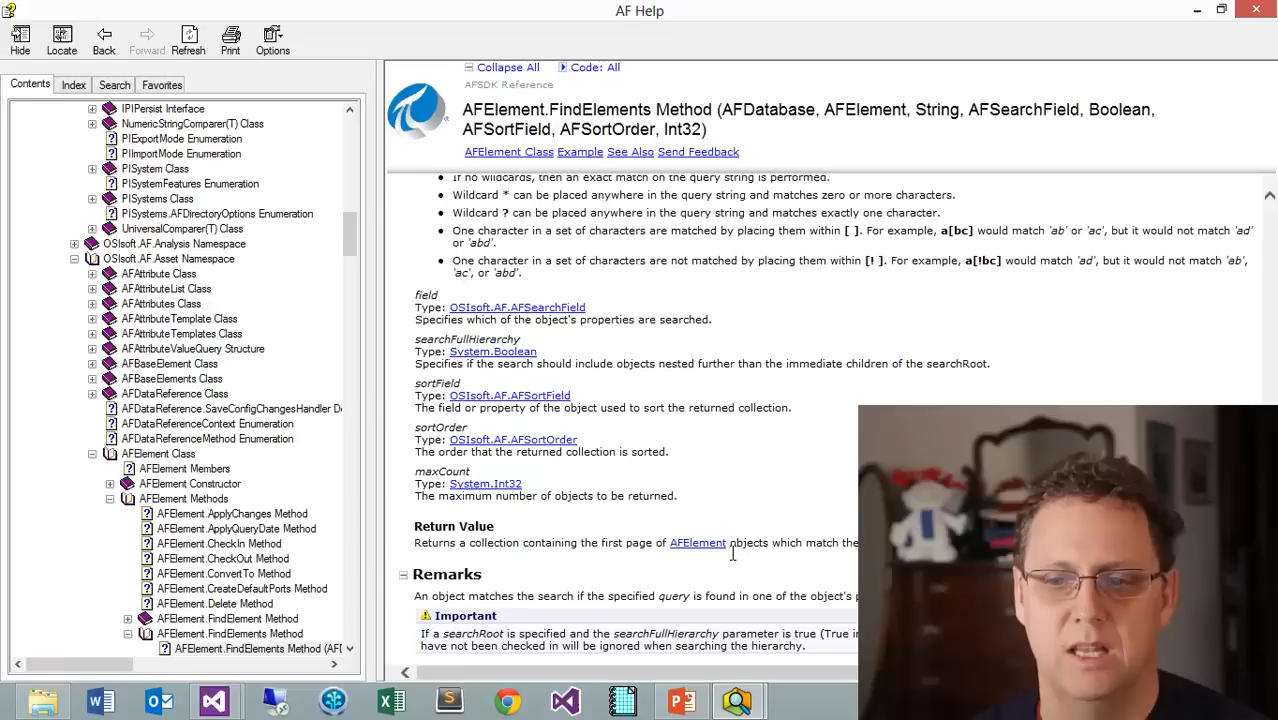 AF Help
Hide
Locate
Back
Forward
Refresh
Print
Options
Contents
Index
Search
Favorites
IPIPersist Interface
NumericStringComparer(T) Class
PIExportMode Enumeration
PIImportMode Enumeration
PISystem Class
PISystemFeatures Enumeration
PISystems Class
PISystems.AFDirectoryOptions Enumeration
UniversalComparer(T) Class
OSIsoft.AF.Analysis Namespace
OSIsoft.AF.Asset Namespace
AFAttribute Class
AFAttributeList Class
AFAttributes Class
AFAttributeTemplate Class
AFAttributeTemplates Class
AFAttributeValueQuery Structure
AFBaseElement Class
AFBaseElements Class
AFDataReference Class
AFDataReference.SaveConfigChangesHandler De
AFDataReferenceContext Enumeration
AFDataReferenceMethod Enumeration
AFElement Class
AFElement Members
AFElement Constructor
AFElement Methods
AFElement.ApplyChanges Method
AFElement.ApplyQueryDate Method
AFElement.CheckIn Method
AFElement.CheckOut Method
AFElement.ConvertTo Method
AFElement.CreateDefaultPorts Method
AFElement.Delete Method
AFElement.FindElement Method
AFElement.FindElements Method
AFElement.FindElements Method (AFI
Collapse All Code: All
AFSDK Reference
AFElement.FindElements Method (AFDatabase, AFElement, String, AFSearchField, Boolean,
AFSortField, AFSortOrder, Int32)
AFElement Class Example See Also Send Feedback
If no wildcards, then an exact match on the query string is performed.
Wildcard * can be placed anywhere in the query string and matches zero or more characters.
Wildcard ? can be placed anywhere in the query string and matches exactly one character.
One character in a set of characters are matched by placing them within [ ]. For example, a[bc] would match 'ab' or 'ac', but it would not match 'ad'
or 'abd'.
One character in a set of characters are not matched by placing them within [! ]. For example, a[!bc] would match 'ad', but it would not match 'ab',
'ac', or 'abd'.
field
Type: OSIsoft.AF.AFSearchField
Specifies which of the object's properties are searched.
searchFullHierarchy
Type: System.Boolean
Specifies if the search should include objects nested further than the immediate children of the searchRoot.
sortField
Type: OSIsoft.AF.AFSortField
The field or property of the object used to sort the returned collection.
sortOrder
Type: OSIsoft.AF.AFSortOrder
The order that the returned collection is sorted.
maxCount
Type: System.Int32
The maximum number of objects to be returned.
Return Value
Returns a collection containing the first page of AFElement objects which match the
Remarks
An object matches the search if the specified query is found in one of the object's p
Important
If a searchRoot is specified and the searchFullHierarchy parameter is true (True in
have not been checked in will be ignored when searching the hierarchy.